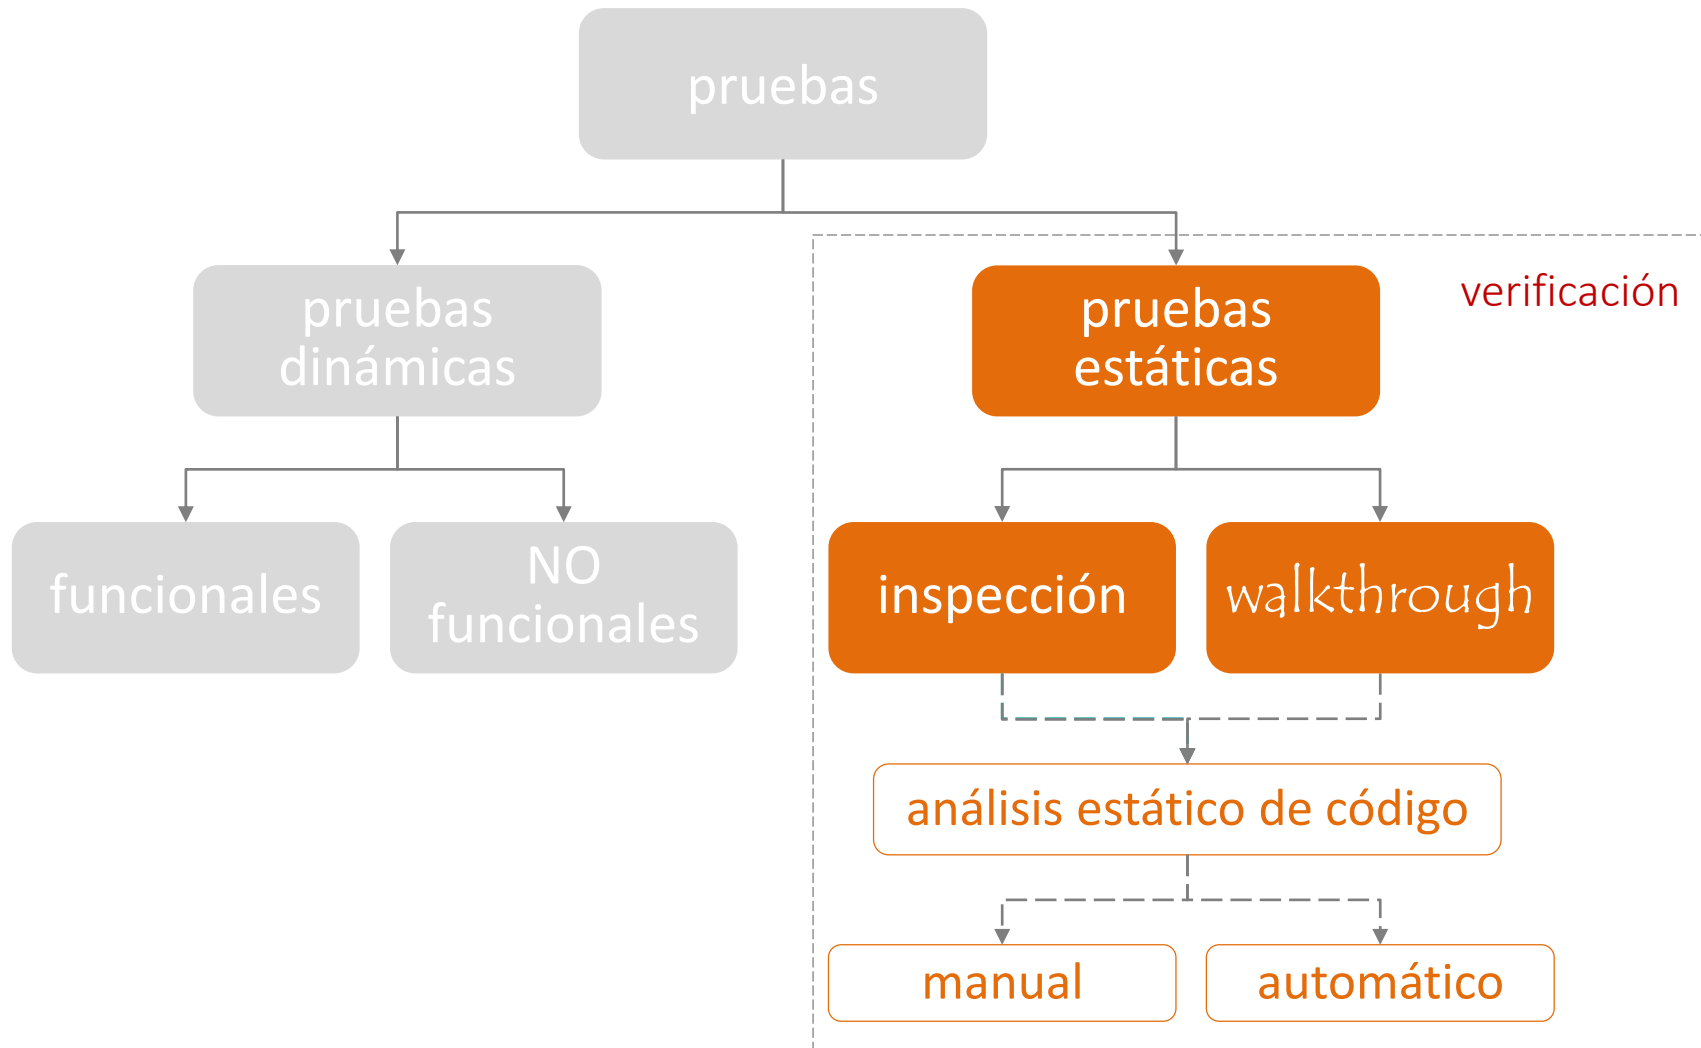 pruebas
verificación
pruebas
dinámicas
pruebas
estáticas
funcionales
NO
funcionales
inspección
walkthrough
análisis estático de código
manual
automático